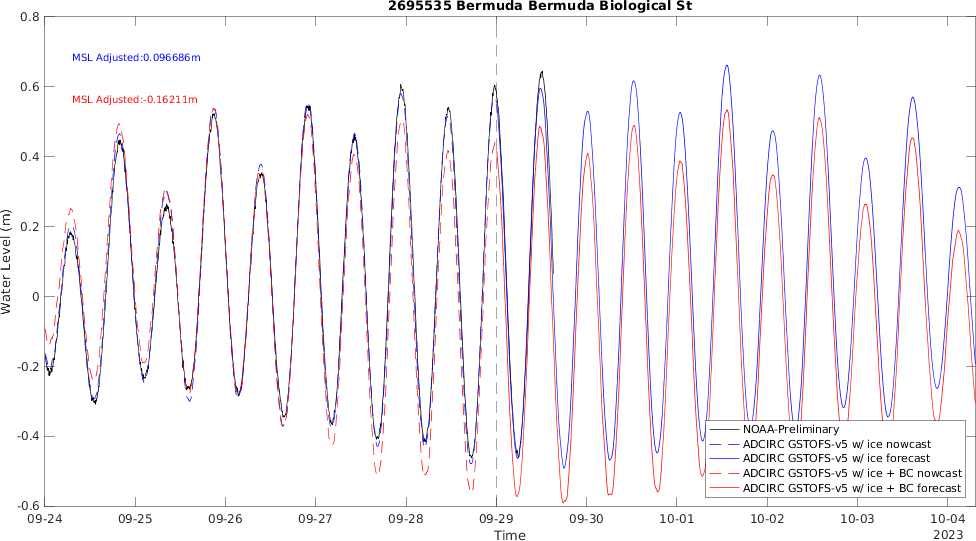 2695535 Bermuda Bermuda Biological St
0.8
0.6
0.4
0.2
0
-0.2
-0.4
-0.6
Water Level (m)
MSL Adjusted:0.096686m
MSL Adjusted:-0.16211m
NOAA-Preliminary
ADCIRC GSTOFS-v5 w/ ice nowcast
ADCIRC GSTOFS-v5 w/ ice forecast
ADCIRC GSTOFS-v5 w/ ice + BC nowcast
ADCIRC GSTOFS-v5 w/ ice + BC forecast
09-24 09-25 09-26 09-27 09-28 09-29 09-30 10-01 10-02 10-03 10-04
Time
2023